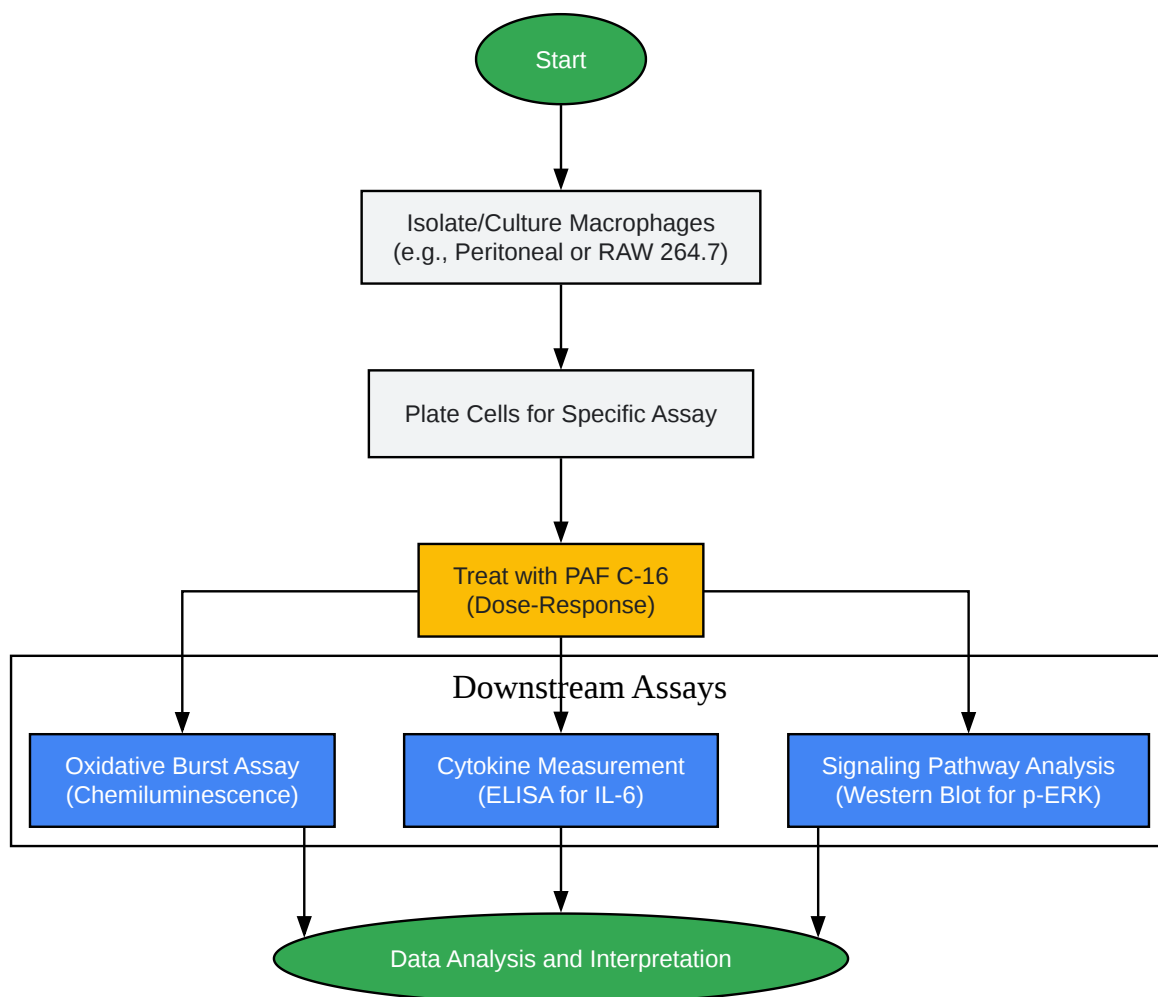 Start
Isolate/Culture Macrophages
(e.g., Peritoneal or RAW 264.7)
Plate Cells for Specific Assay
Treat with PAF C-16
(Dose-Response)
Downstream Assays
Oxidative Burst Assay
(Chemiluminescence)
Cytokine Measurement
(ELISA for IL-6)
Signaling Pathway Analysis
(Western Blot for p-ERK)
Data Analysis and Interpretation